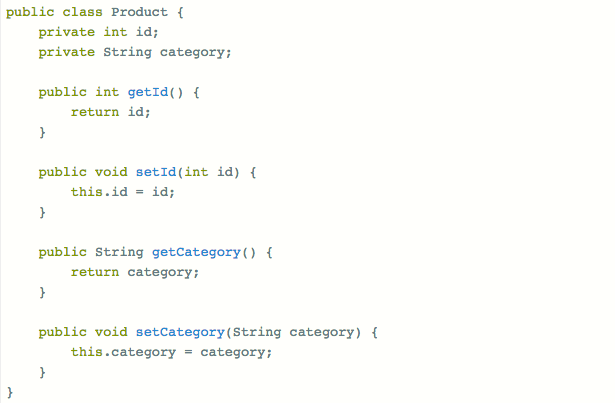 public class Product {
    private int id;
    private String category;

    public int getId() {
        return id;
    }

    public void setId(int id) {
        this.id = id;
    }

    public String getCategory() {
        return category;
    }

    public void setCategory(String category) {
        this.category = category;
    }
}